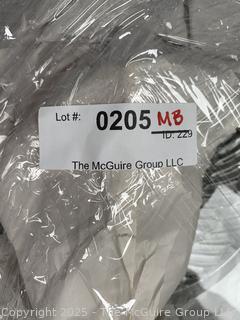 Lot #: 0205 MB
ID: 229
The McGuire Group LLC
Copyright © 2025 - The McGuire Group LLC